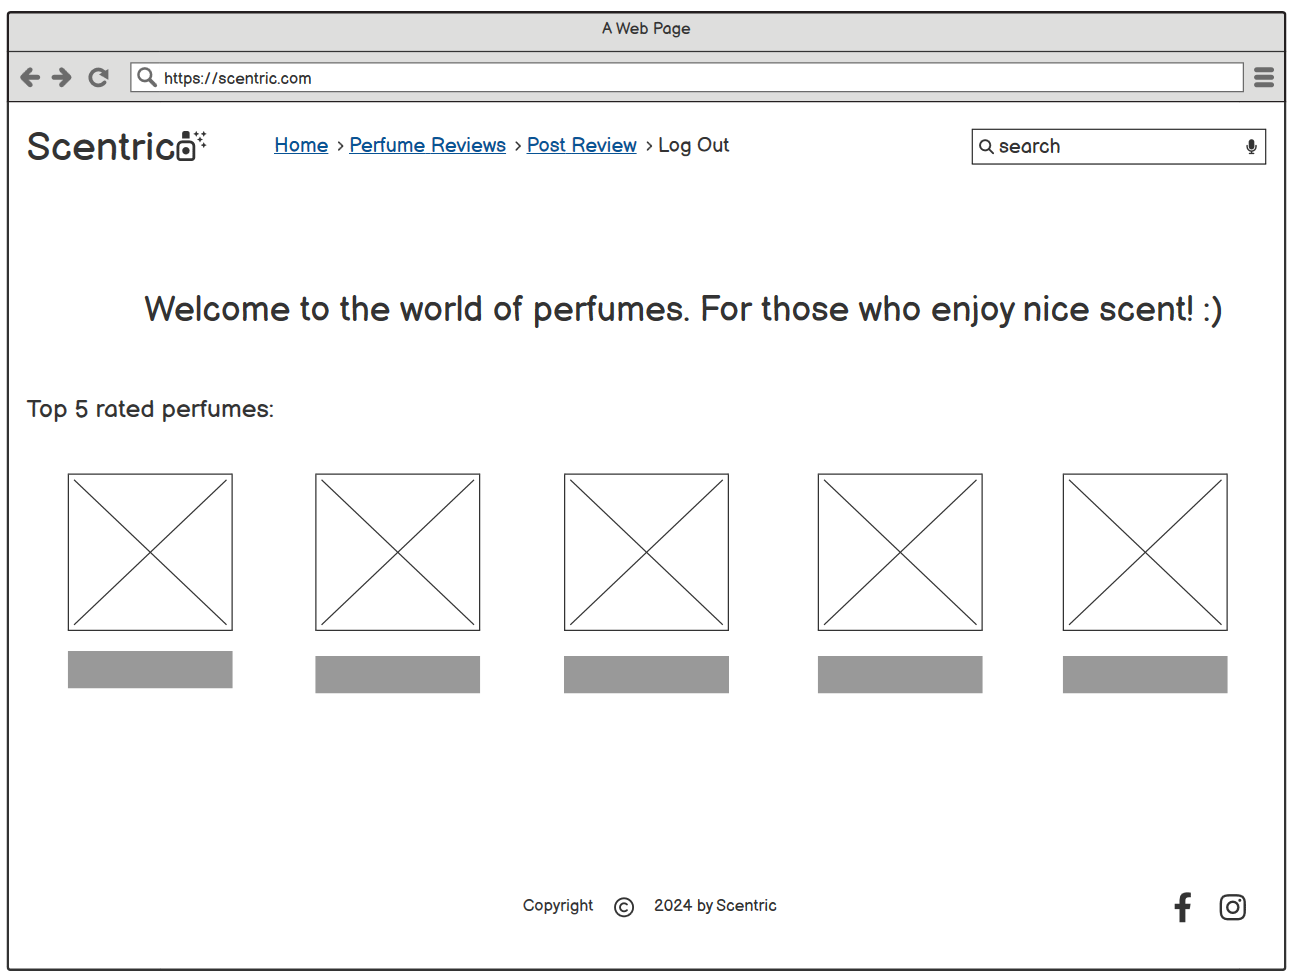 A Web Page
https://scentric.com
Scentric
Home > Perfume Reviews > Post Review > Log Out
search
Welcome to the world of perfumes. For those who enjoy nice scent! :)
Top 5 rated perfumes:
Copyright © 2024 by Scentric